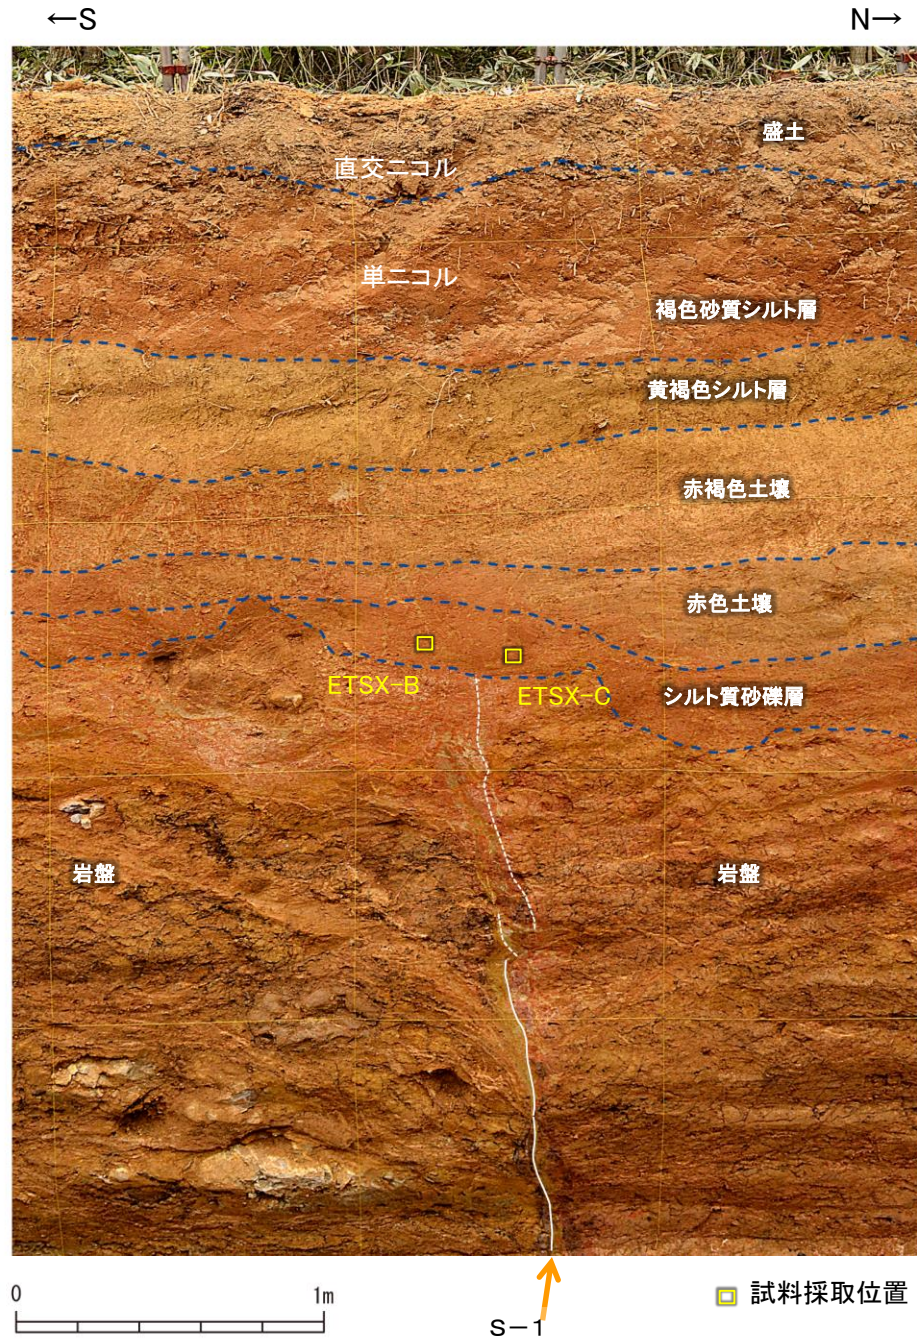 ←S
N→
盛土
直交ニコル
単ニコル
褐色砂質シルト層
黄褐色シルト層
赤褐色土壌
赤色土壌
ETSX-B
ETSX-C
シルト質砂礫層
岩盤
岩盤
0
1m
試料採取位置
S-1